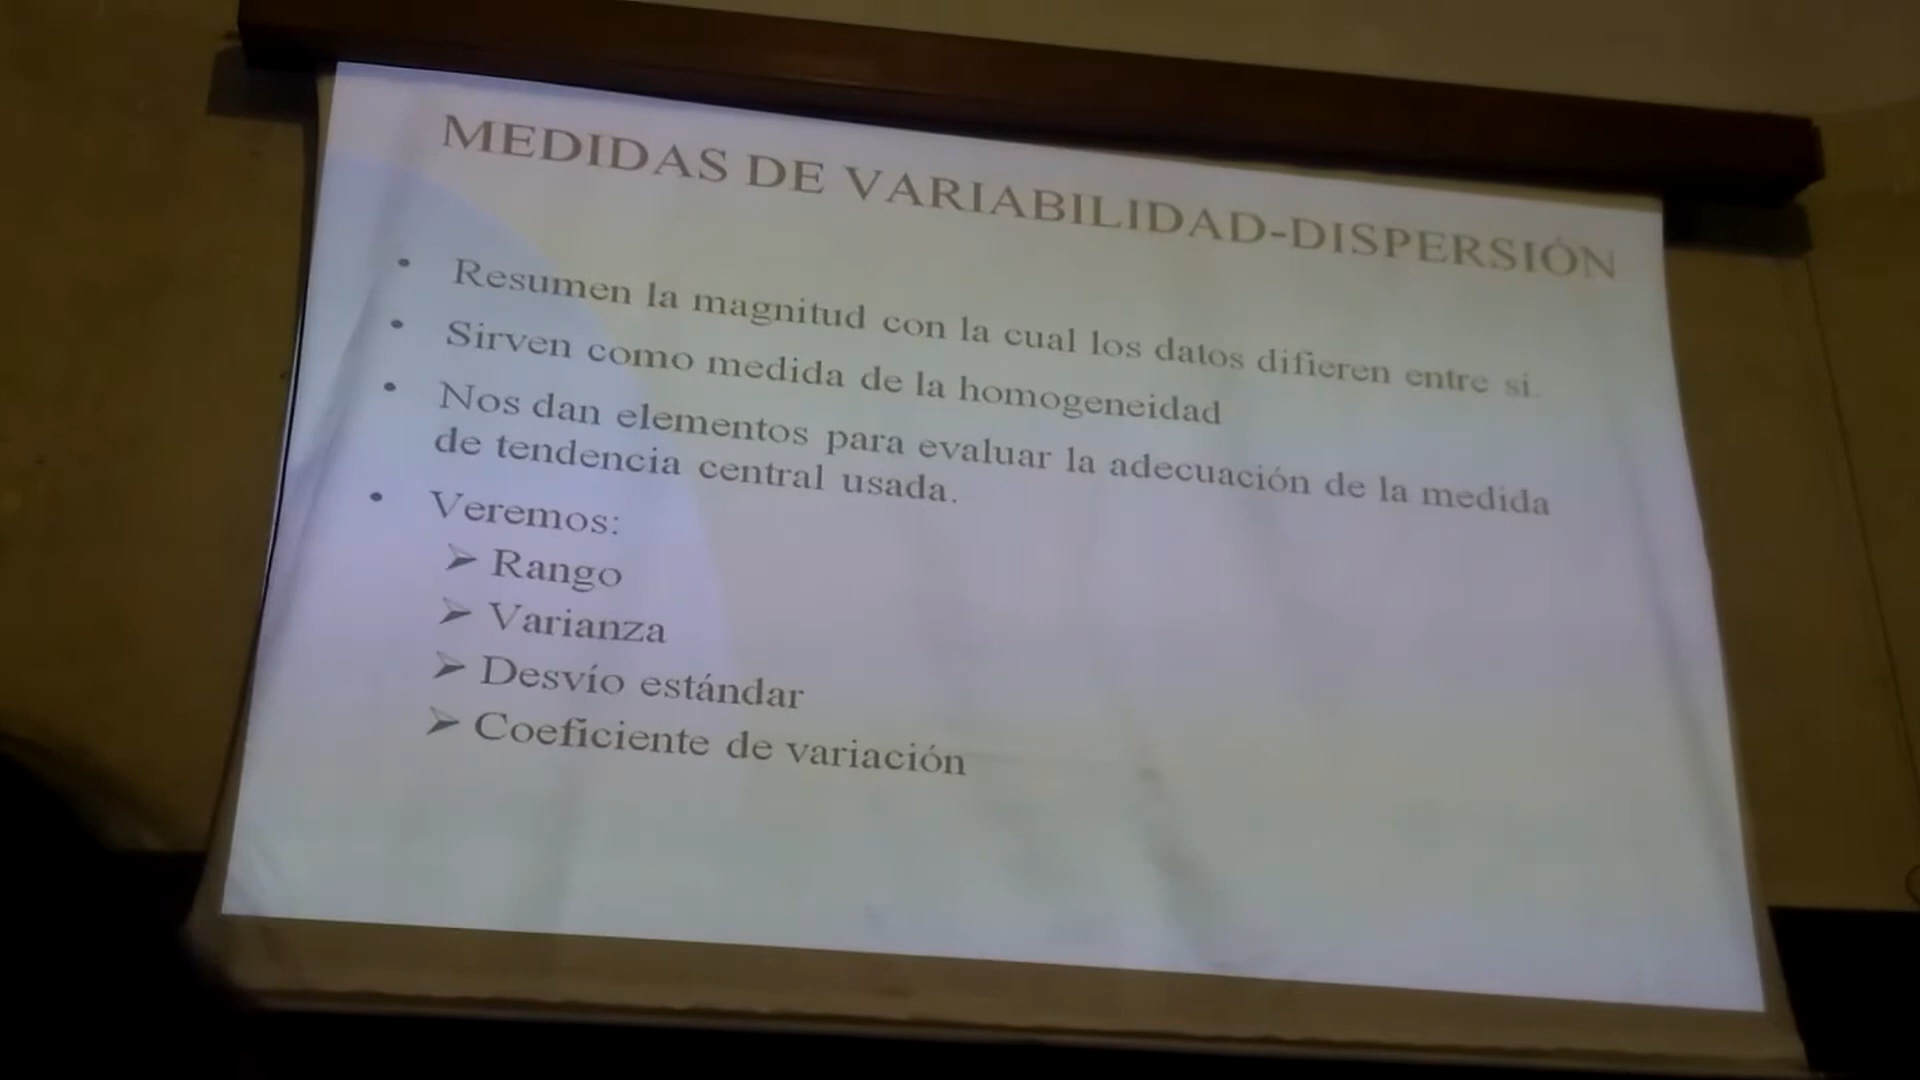 MEDIDAS DE VARIABILIDAD-DISPERSIÓN
• Resumen la magnitud con la cual los datos difieren entre si.
• Sirven como medida de la homogeneidad
• Nos dan elementos para evaluar la adecuación de la medida
de tendencia central usada.
• Veremos:
➢ Rango
➢ Varianza
➢ Desvío estándar
➢ Coeficiente de variación